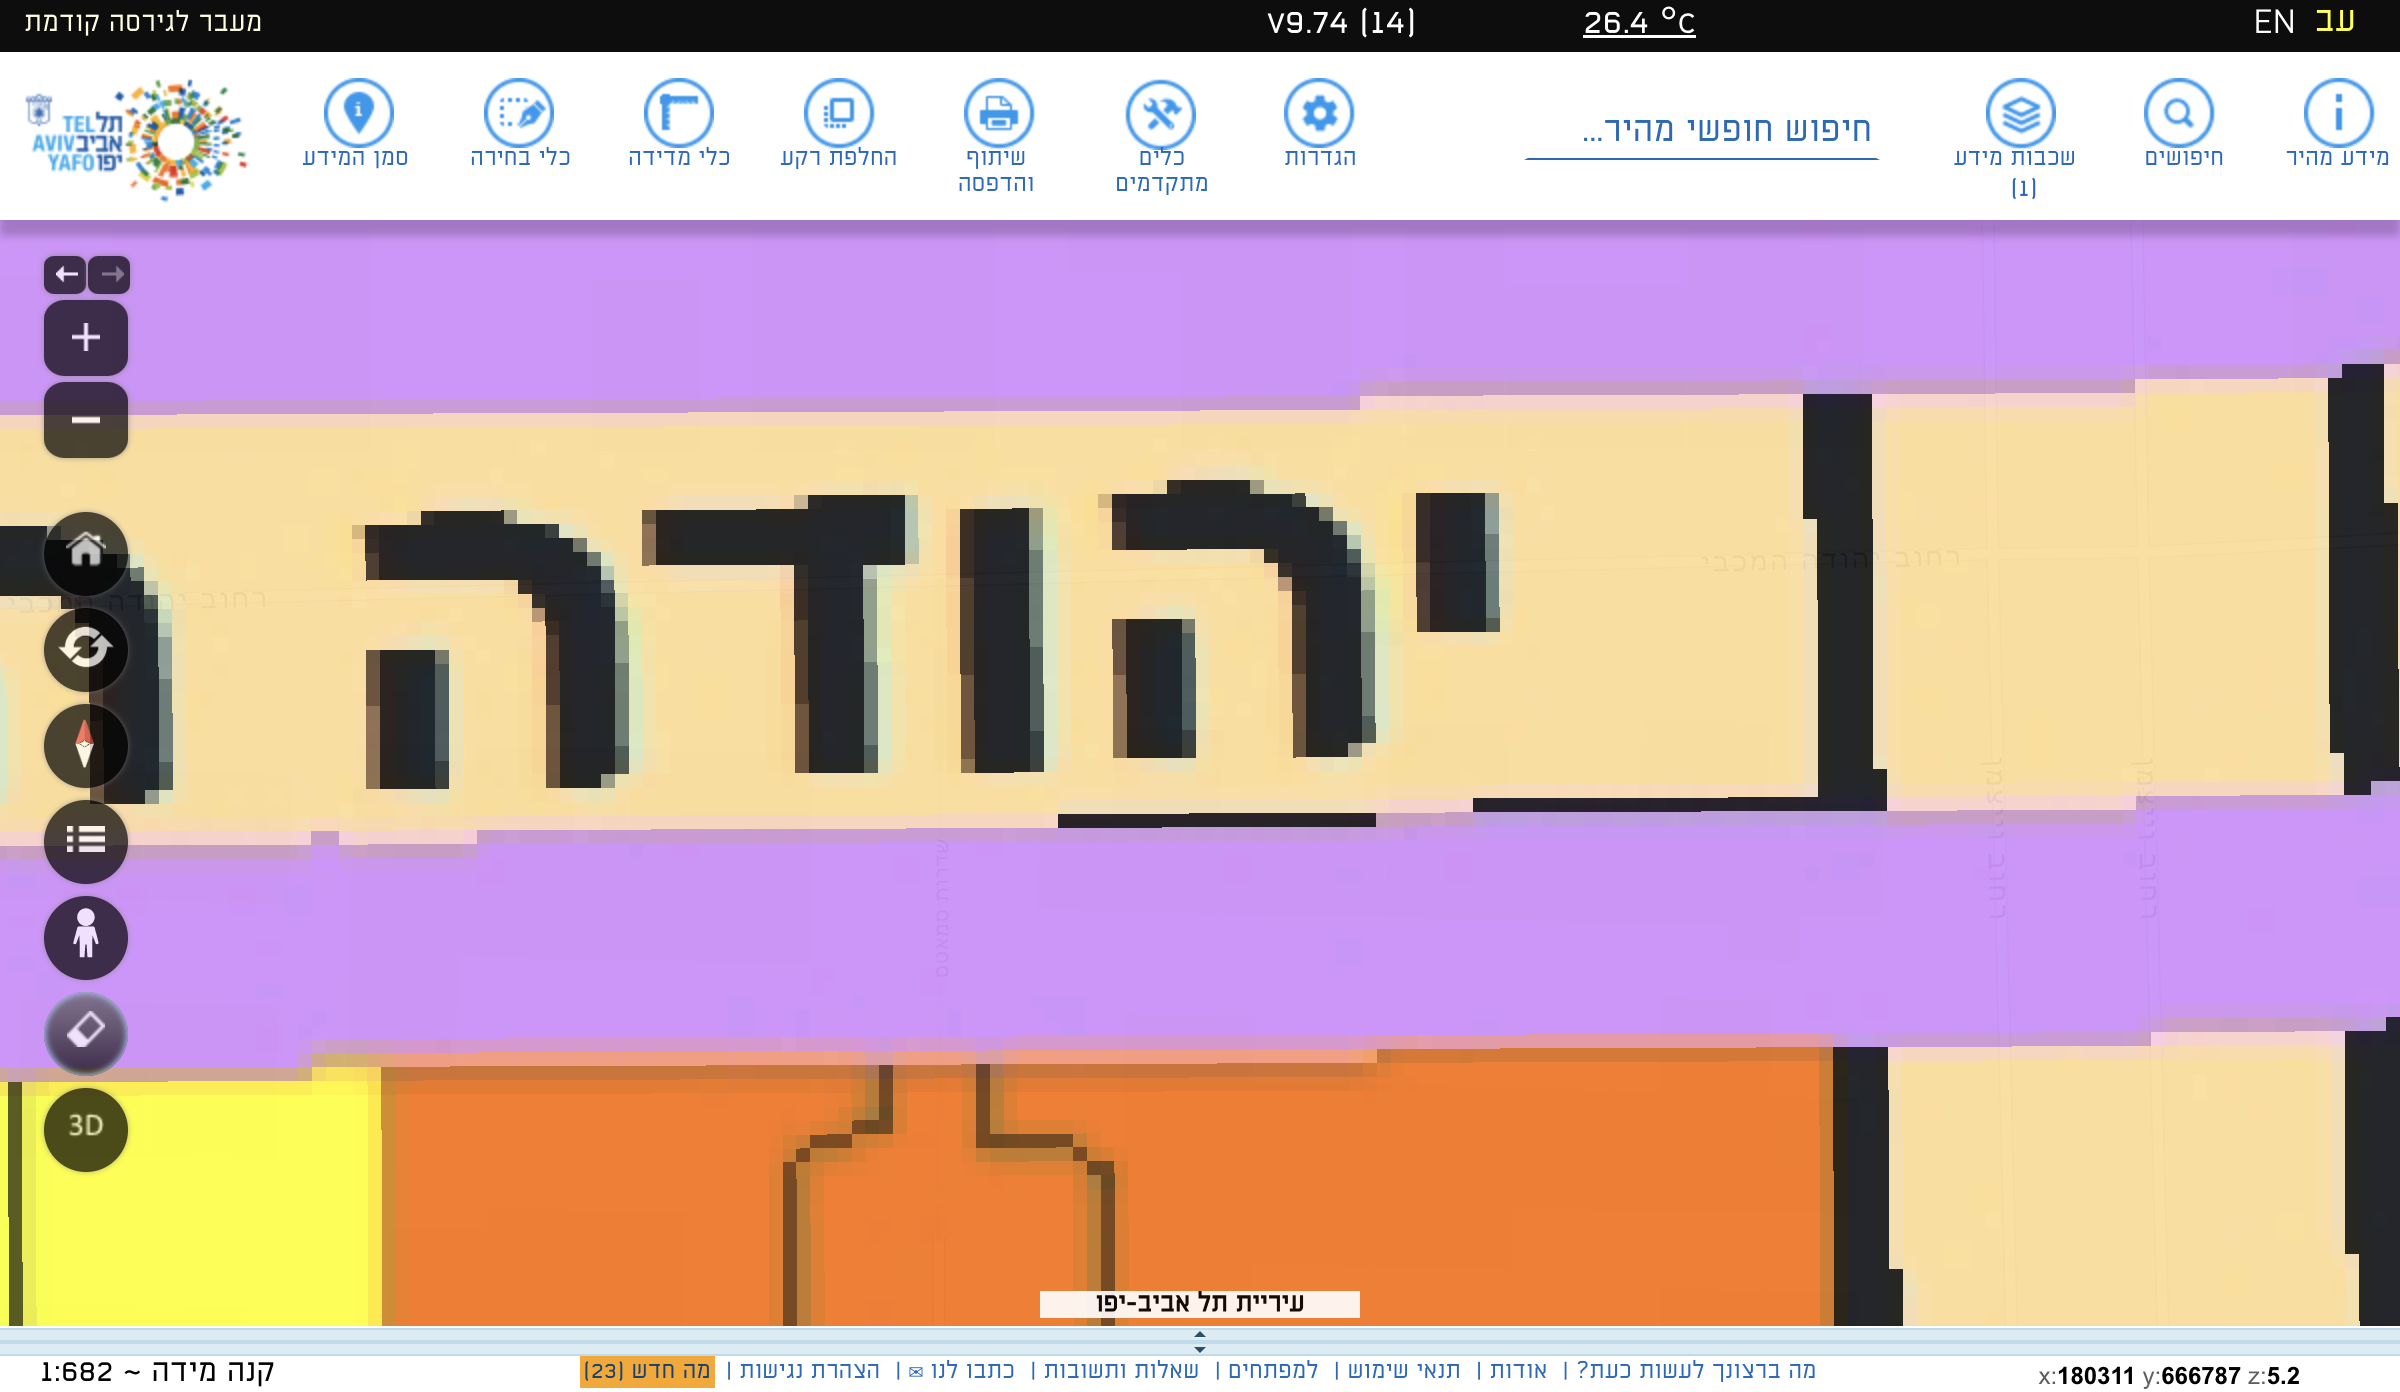 עב EN
26.4 °C
V9.74 (14)
מעבר לגירסה קודמת
מידע מהיר
חיפושים
שכבות מידע
(1)
חיפוש חופשי מהיר...
הגדרות
כלים
מתקדמים
שיתוף
והדפסה
החלפת רקע
כלי מדידה
כלי בחירה
סמן המידע
תל TEL
אביב AVIV
יפו YAFO
רחוב יהודה המכבי
יהודה
רחוב יהודה המכבי
שדרות סמאטס
3D
עיריית תל אביב-יפו
מה ברצונך לעשות כעת? | אודות | תנאי שימוש | למפתחים | שאלות ותשובות | כתבו לנו ✉ | הצהרת נגישות | מה חדש (23)
קנה מידה ~ 1:682
x:180311 y:666787 z:5.2